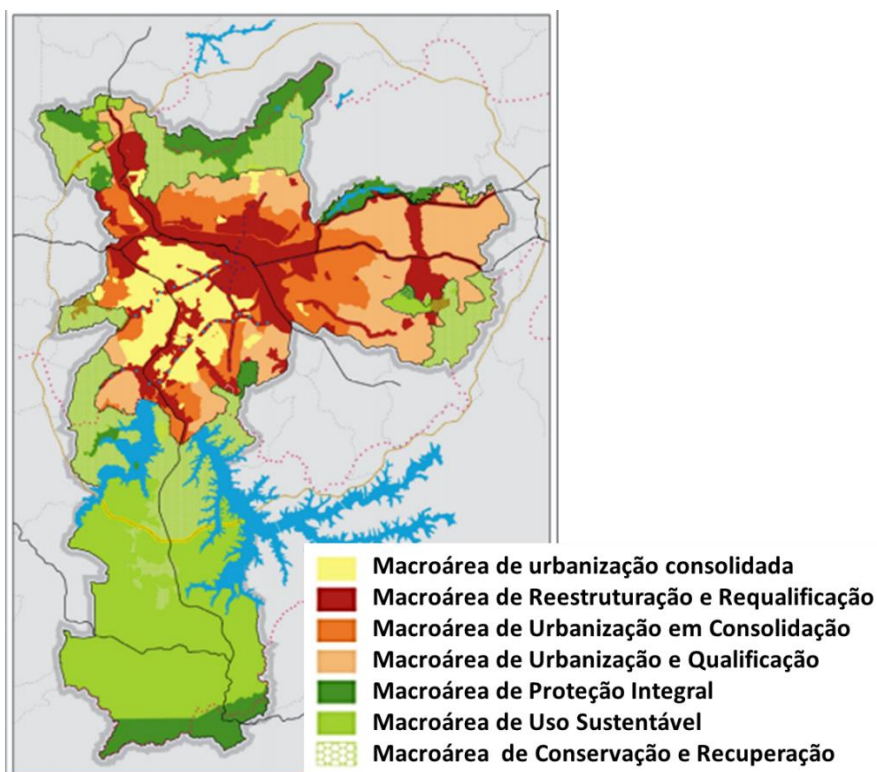 Macroárea de urbanização consolidada
Macroárea de Reestruturação e Requalificação
Macroárea de Urbanização em Consolidação
Macroárea de Urbanização e Qualificação
Macroárea de Proteção Integral
Macroárea de Uso Sustentável
Macroárea de Conservação e Recuperação